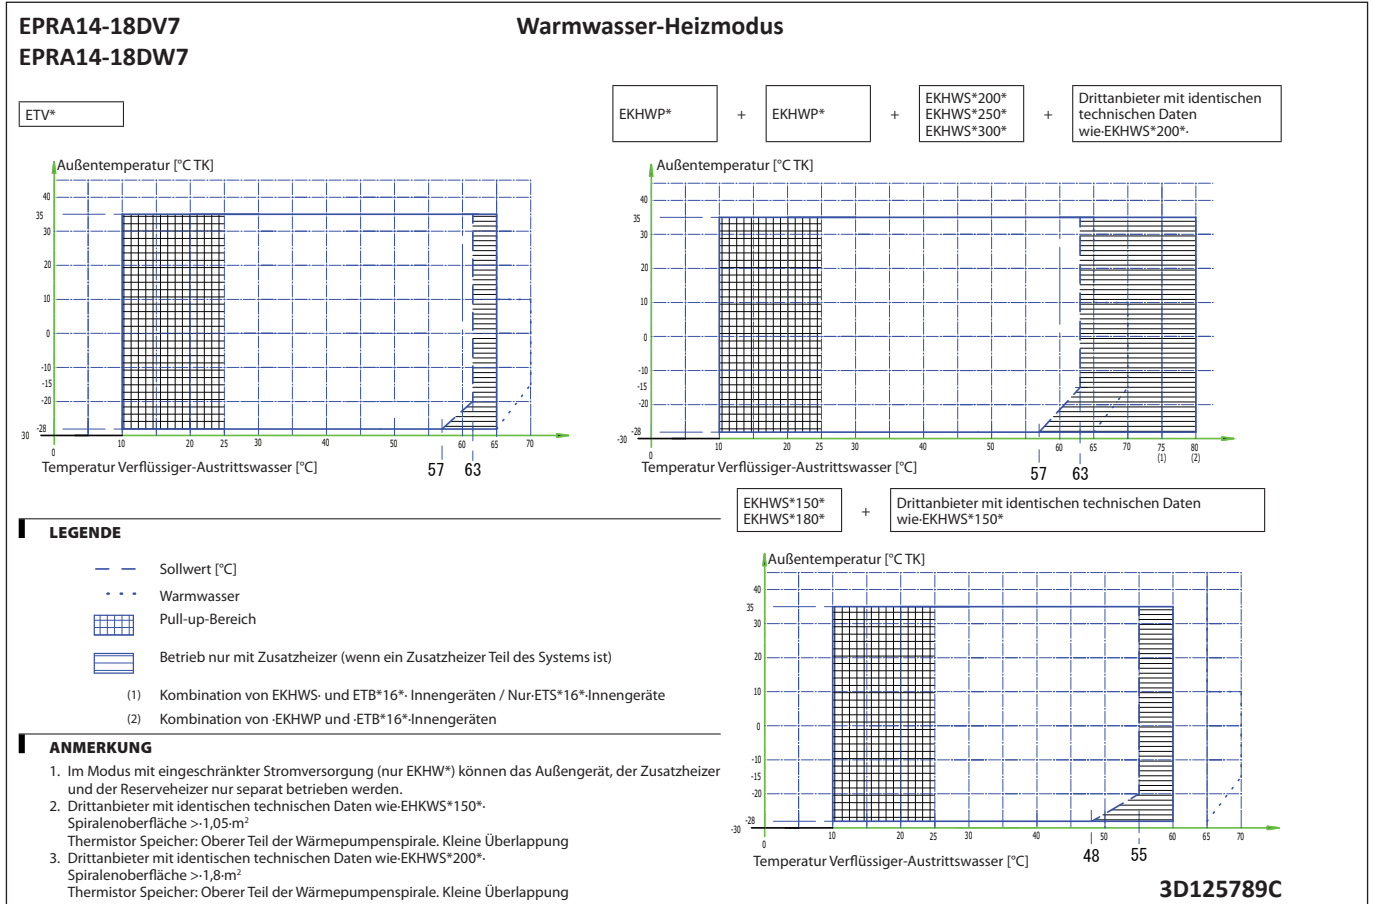 EPRA14-18DV7
EPRA14-18DW7
Warmwasser-Heizmodus
ETV*
EKHWP*
+
EKHWP*
+
EKHWS*200*
EKHWS*250*
EKHWS*300*
+
Drittanbieter mit identischen
technischen Daten
wie·EKHWS*200*·
Außentemperatur [°C TK]
40
35
30
20
10
0
-10
-15
-20
-28
30
0
10
20
25
30
40
50
60
65
70
Temperatur Verflüssiger-Austrittswasser [°C]
57
63
Außentemperatur [°C TK]
40
35
30
20
10
0
-10
-15
-20
-28
-30
0
10
20
25
30
40
50
60
65
70
75
80
(1)
(2)
Temperatur Verflüssiger-Austrittswasser [°C]
57
63
EKHWS*150*
EKHWS*180*
+
Drittanbieter mit identischen technischen Daten
wie·EKHWS*150*
Außentemperatur [°C TK]
40
35
30
20
10
0
-10
-15
-20
-28
-30
0
10
20
25
30
40
50
60
65
70
Temperatur Verflüssiger-Austrittswasser [°C]
48
55
LEGENDE
Sollwert [°C]
Warmwasser
Pull-up-Bereich
Betrieb nur mit Zusatzheizer (wenn ein Zusatzheizer Teil des Systems ist)
(1) Kombination von EKHWS· und ETB*16*· Innengeräten / Nur·ETS*16*·Innengeräte
(2) Kombination von ·EKHWP und ·ETB*16*·Innengeräten
ANMERKUNG
1. Im Modus mit eingeschränkter Stromversorgung (nur EKHW*) können das Außengerät, der Zusatzheizer
und der Reserveheizer nur separat betrieben werden.
2. Drittanbieter mit identischen technischen Daten wie·EHKWS*150*·
Spiralenoberfläche >·1,05·m²
Thermistor Speicher: Oberer Teil der Wärmepumpenspirale. Kleine Überlappung
3. Drittanbieter mit identischen technischen Daten wie·EKHWS*200*·
Spiralenoberfläche >·1,8·m²
Thermistor Speicher: Oberer Teil der Wärmepumpenspirale. Kleine Überlappung
3D125789C